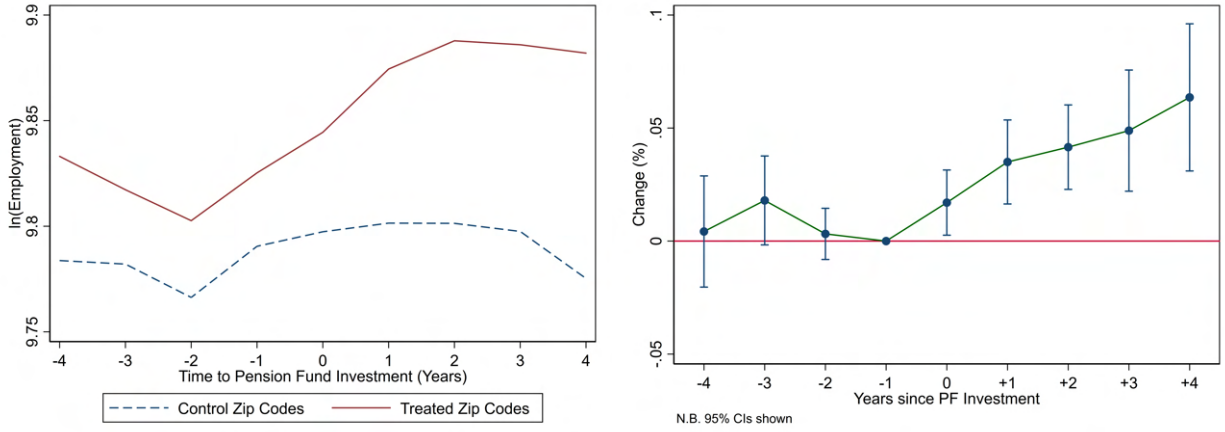 ln(Employment)
9.9
9.85
9.8
9.75
-4 -3 -2 -1 0 1 2 3 4
Time to Pension Fund Investment (Years)
Control Zip Codes Treated Zip Codes
Change (%)
.1
.05
0
-.05
-4 -3 -2 -1 0 +1 +2 +3 +4
Years since PF Investment
N.B. 95% CIs shown